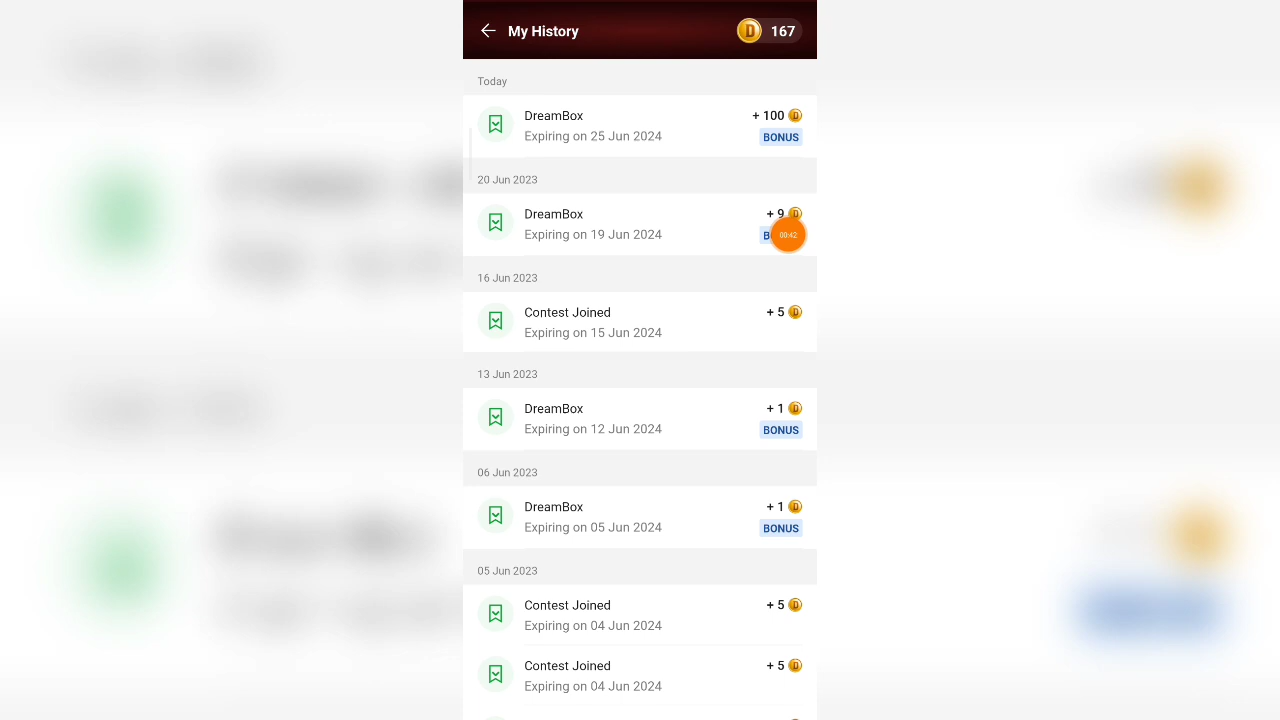 My History
D 167
Today
DreamBox
+ 100 D
Expiring on 25 Jun 2024
BONUS
20 Jun 2023
DreamBox
+ 9 D
Expiring on 19 Jun 2024
B
00:42
16 Jun 2023
Contest Joined
+ 5 D
Expiring on 15 Jun 2024
13 Jun 2023
DreamBox
+ 1 D
Expiring on 12 Jun 2024
BONUS
06 Jun 2023
DreamBox
+ 1 D
Expiring on 05 Jun 2024
BONUS
05 Jun 2023
Contest Joined
+ 5 D
Expiring on 04 Jun 2024
Contest Joined
+ 5 D
Expiring on 04 Jun 2024